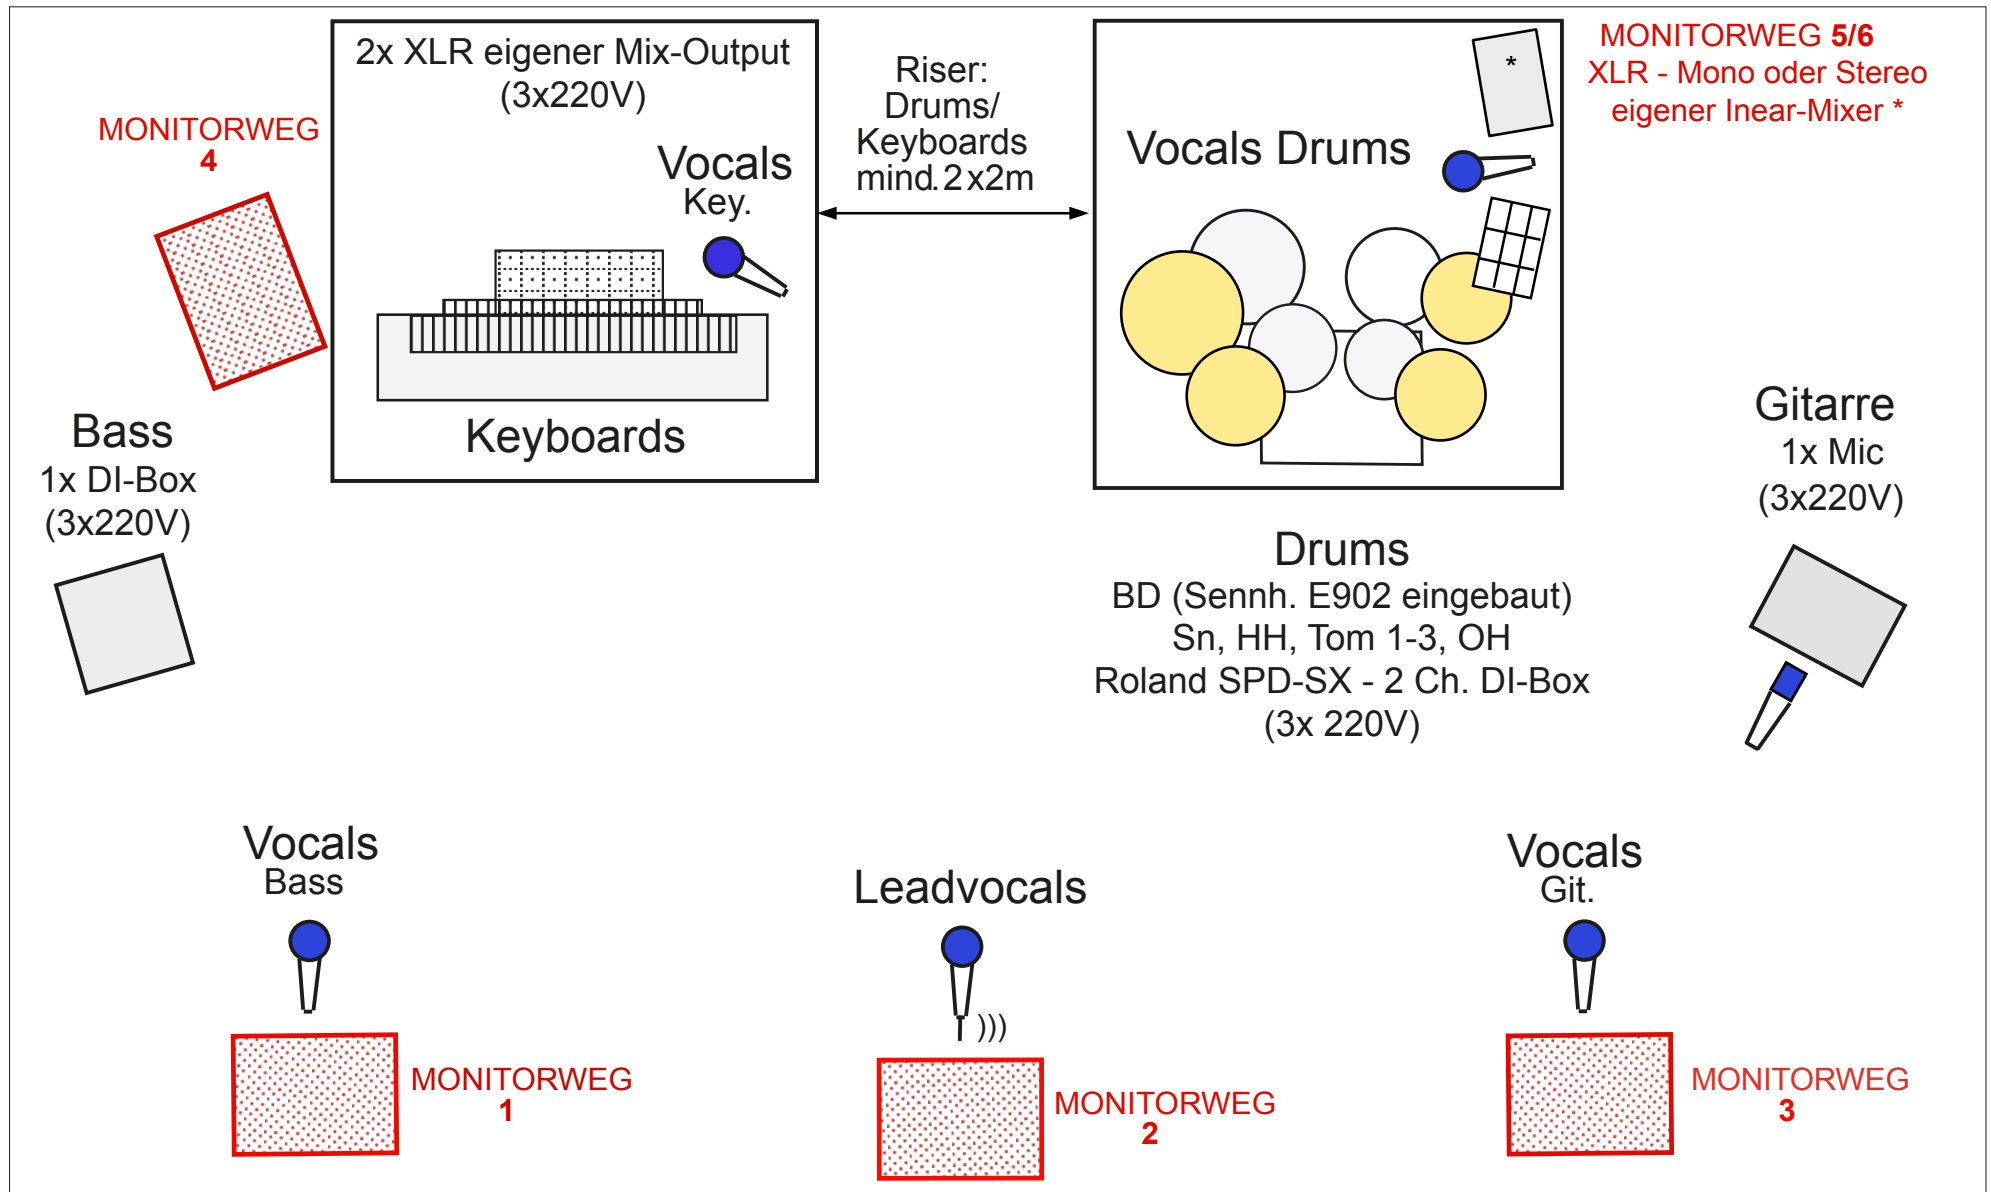 2x XLR eigener Mix-Output
(3x220V)
MONITORWEG
4
Vocals
Key.
Keyboards
Riser:
Drums/
Keyboards
mind. 2x2m
Vocals Drums
*
MONITORWEG 5/6
XLR - Mono oder Stereo
eigener Inear-Mixer *
Bass
1x DI-Box
(3x220V)
Gitarre
1x Mic
(3x220V)
Drums
BD (Sennh. E902 eingebaut)
Sn, HH, Tom 1-3, OH
Roland SPD-SX - 2 Ch. DI-Box
(3x 220V)
Vocals
Bass
MONITORWEG
1
Leadvocals
)))
MONITORWEG
2
Vocals
Git.
MONITORWEG
3